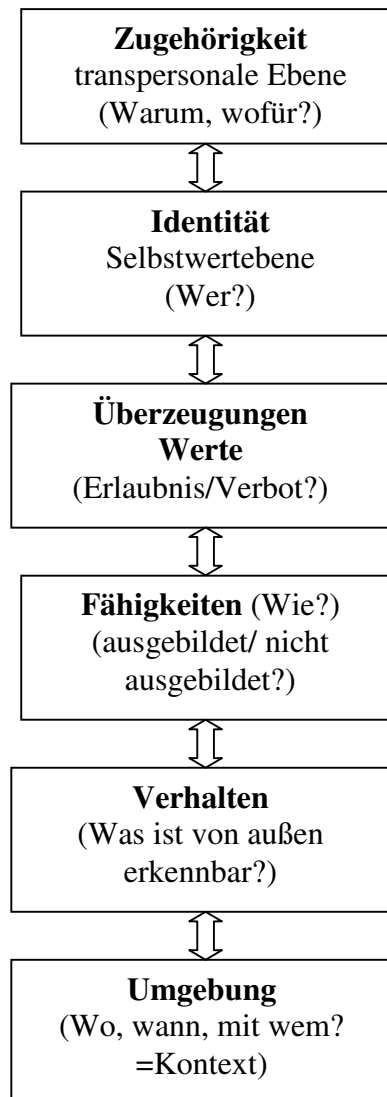 Zugehörigkeit
transpersonale Ebene
(Warum, wofür?)
Identität
Selbstwertebene
(Wer?)
Überzeugungen
Werte
(Erlaubnis/Verbot?)
Fähigkeiten (Wie?)
(ausgebildet/ nicht
ausgebildet?)
Verhalten
(Was ist von außen
erkennbar?)
Umgebung
(Wo, wann, mit wem?
=Kontext)